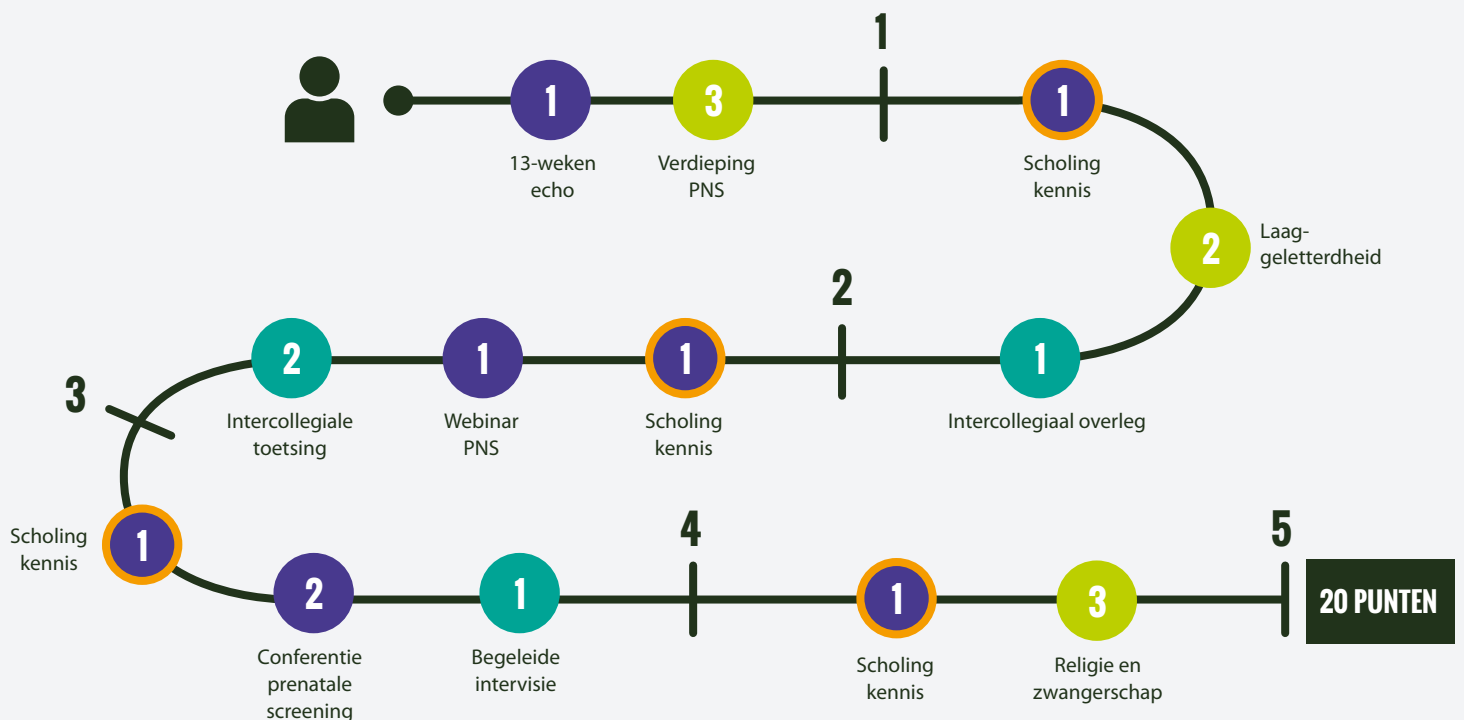 1
1
3
1
13-weken
echo
Verdieping
PNS
Scholing
kennis
2
Laag-
geletterdheid
2
1
Intercollegiaal overleg
1
Scholing
kennis
1
Webinar
PNS
2
Intercollegiale
toetsing
3
1
Scholing
kennis
2
Conferentie
prenatale
screening
1
Begeleide
intervisie
4
1
Scholing
kennis
3
Religie en
zwangerschap
5
20 PUNTEN